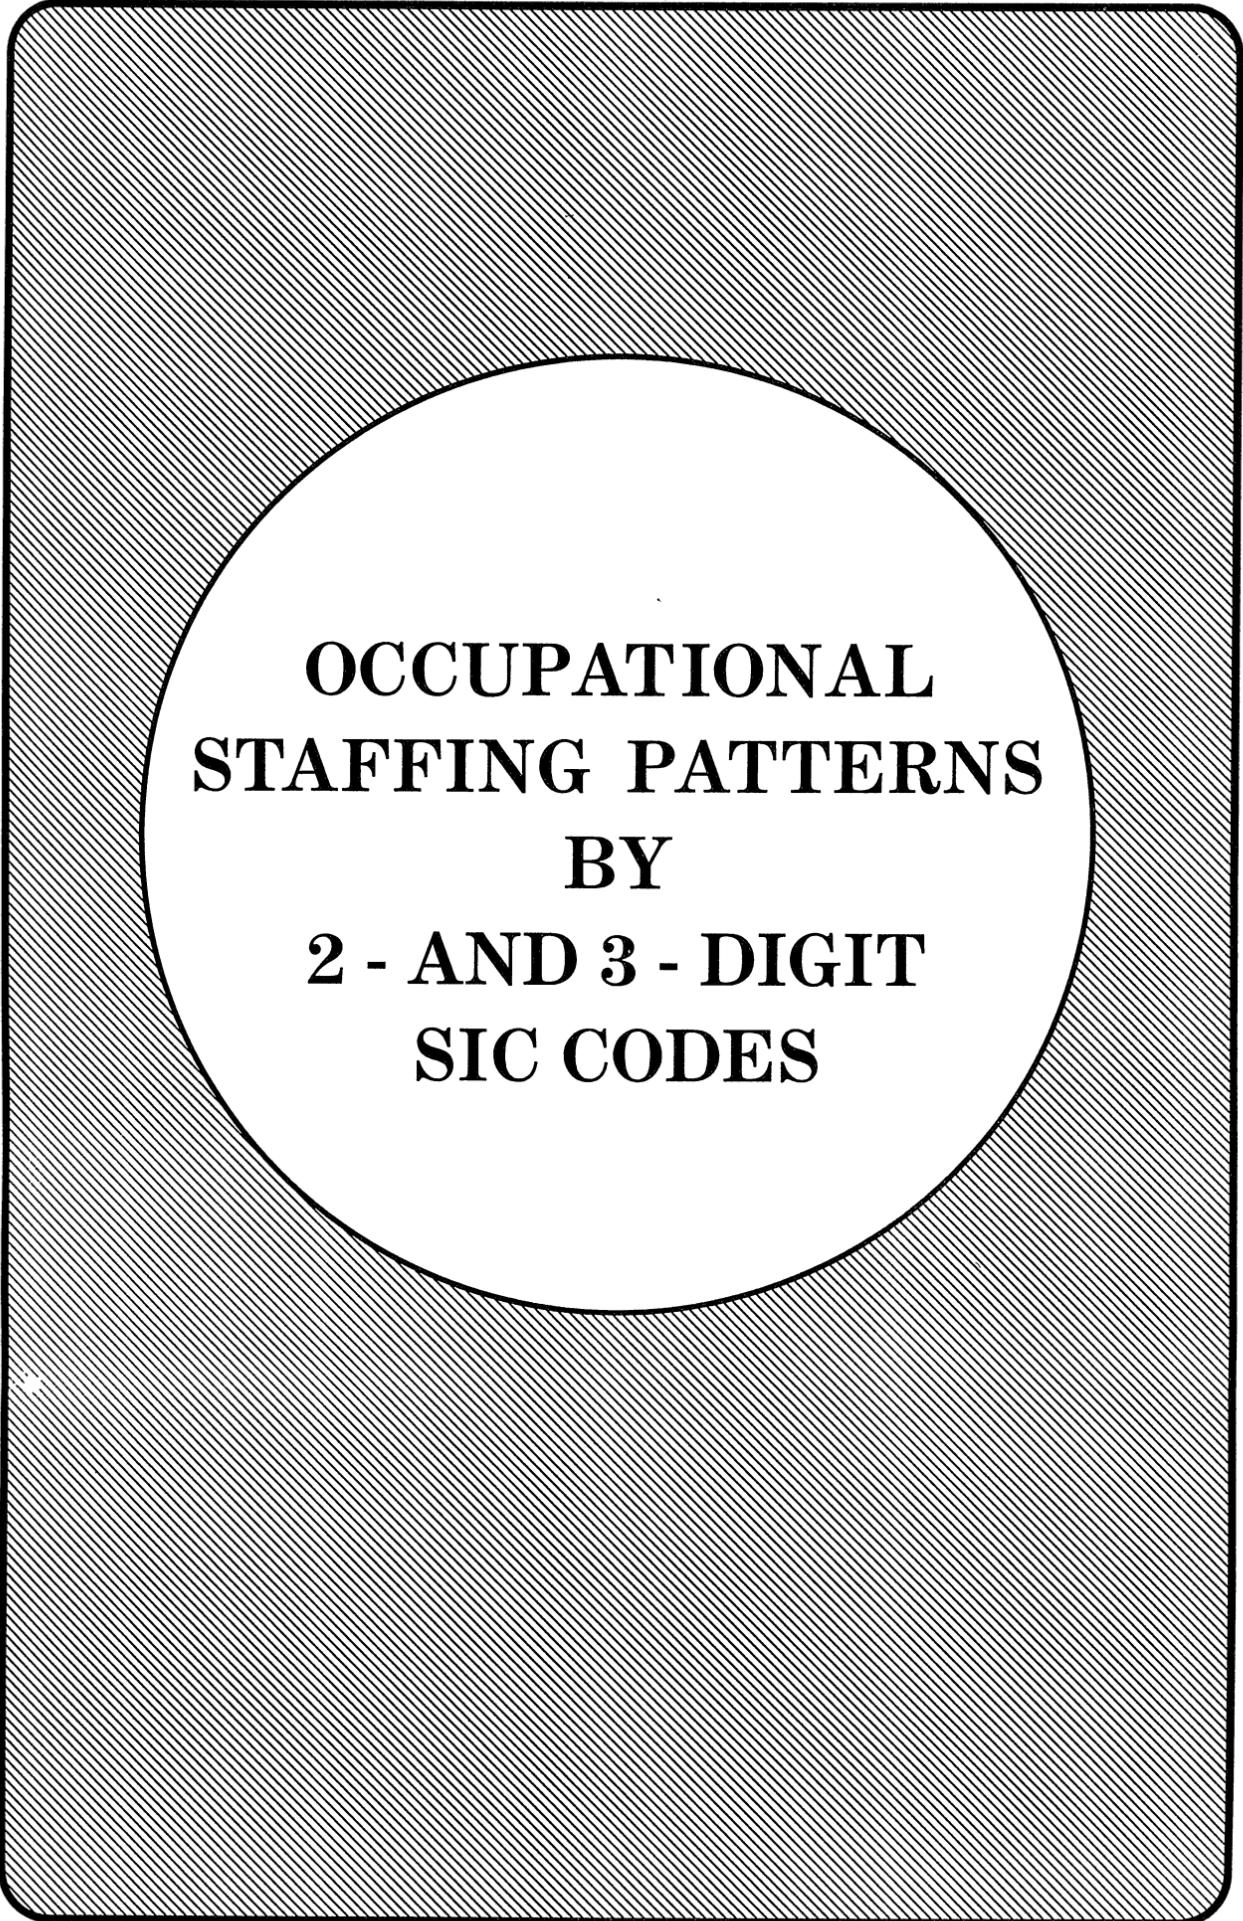 OCCUPATIONAL
STAFFING PATTERNS
BY
2 - AND 3 - DIGIT
SIC CODES